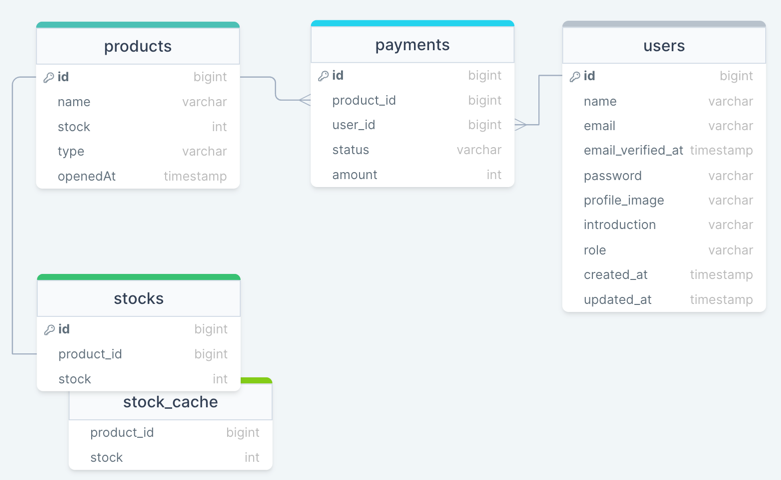 products
id bigint
name varchar
stock int
type varchar
openedAt timestamp
payments
id bigint
product_id bigint
user_id bigint
status varchar
amount int
users
id bigint
name varchar
email varchar
email_verified_at timestamp
password varchar
profile_image varchar
introduction varchar
role varchar
created_at timestamp
updated_at timestamp
stocks
id bigint
product_id bigint
stock int
stock_cache
product_id bigint
stock int